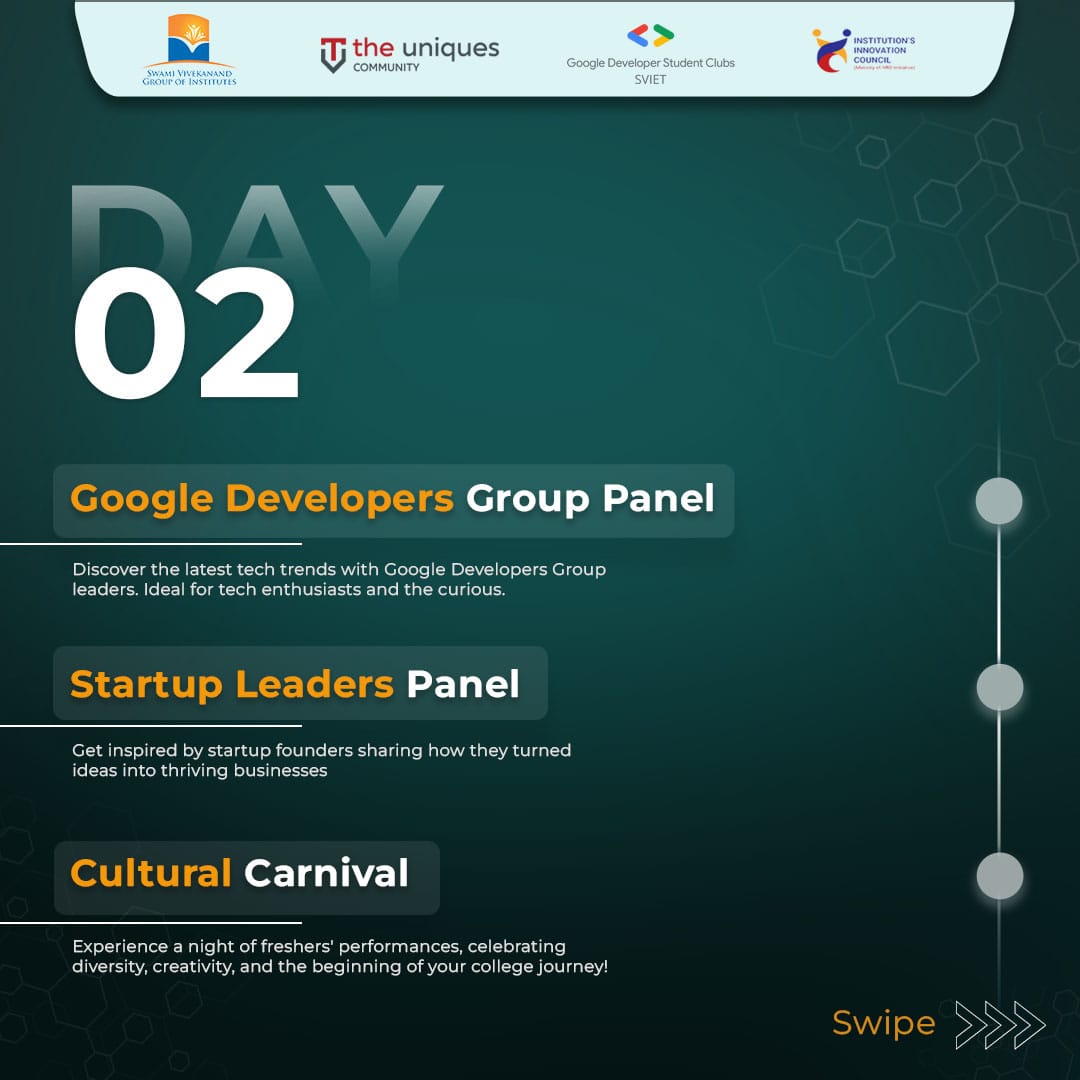 SWAMI VIVEKANAND
GROUP OF INSTITUTES
the uniques
COMMUNITY
Google Developer Student Clubs
SVIET
INSTITUTION'S
INNOVATION
COUNCIL
(Ministry of HRD Initiative)
DAY
02
Google Developers Group Panel
Discover the latest tech trends with Google Developers Group
leaders. Ideal for tech enthusiasts and the curious.
Startup Leaders Panel
Get inspired by startup founders sharing how they turned
ideas into thriving businesses
Cultural Carnival
Experience a night of freshers' performances, celebrating
diversity, creativity, and the beginning of your college journey!
Swipe